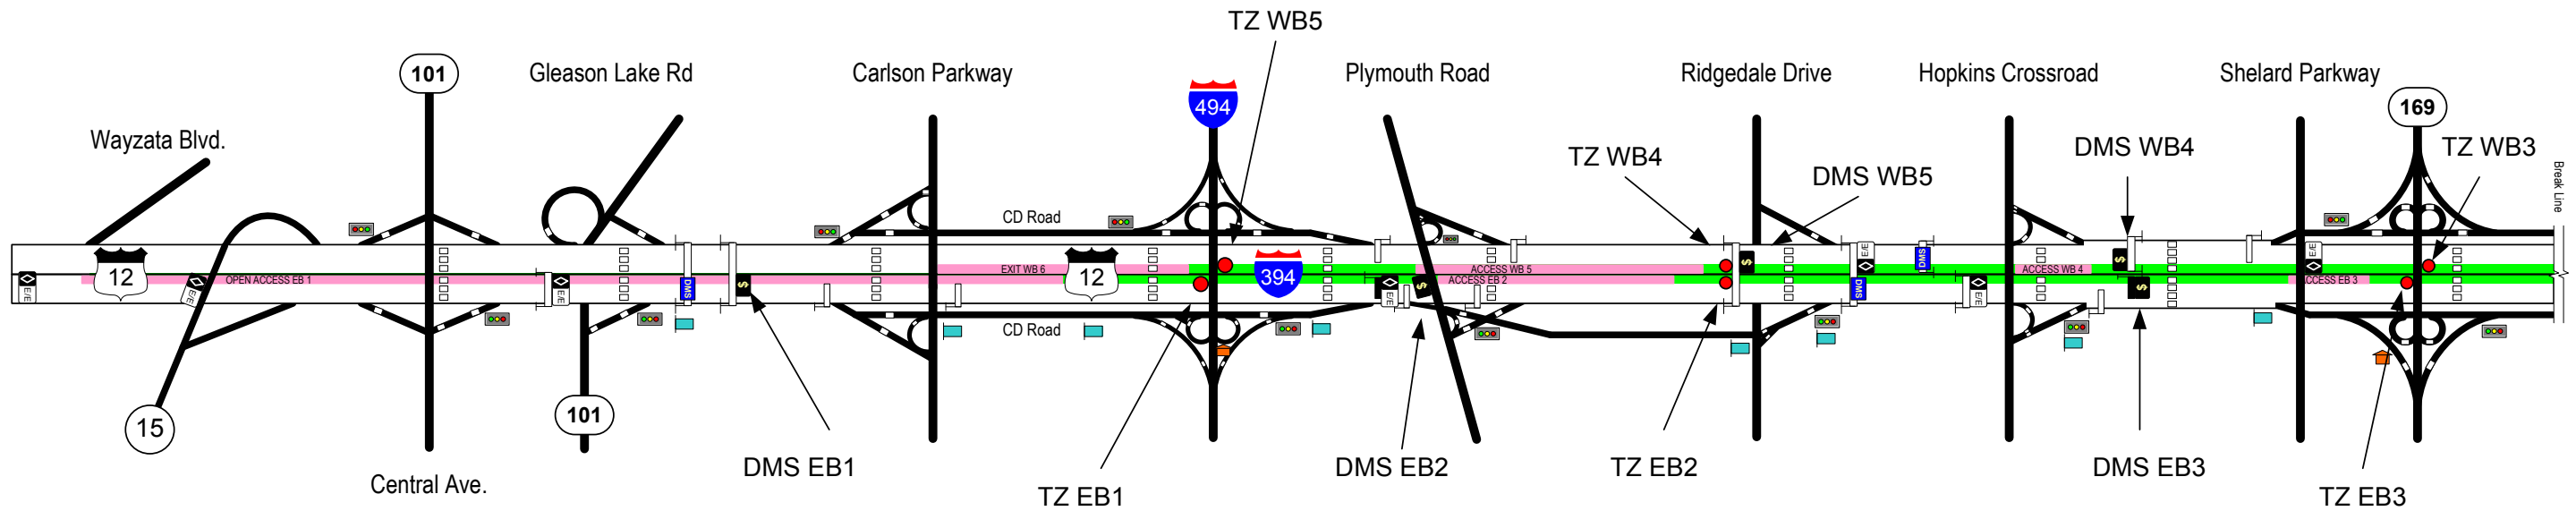 TZ WB5
101
Gleason Lake Rd
Carlson Parkway
494
Plymouth Road
Ridgedale Drive
Hopkins Crossroad
Shelard Parkway
169
Wayzata Blvd.
TZ WB4
DMS WB5
DMS WB4
TZ WB3
Break Line
CD Road
12
OPEN ACCESS EB 1
E/E
E/E
E/E
DMS
$
EXIT WB 6
12
394
E/E
$
ACCESS WB 5
ACCESS EB 2
$
E/E
DMS
DMS
E/E
ACCESS WB 4
$
$
E/E
ACCESS EB 3
CD Road
15
101
Central Ave.
DMS EB1
TZ EB1
DMS EB2
TZ EB2
DMS EB3
TZ EB3